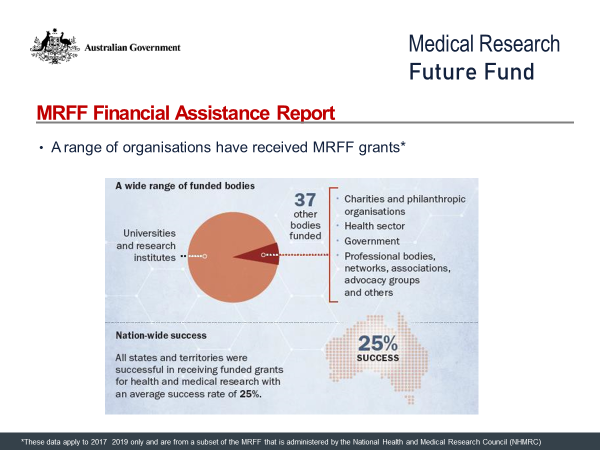 Australian Government
Medical Research
Future Fund
MRFF Financial Assistance Report
• A range of organisations have received MRFF grants*
A wide range of funded bodies
37
other
bodies
funded
Universities
and research
institutes
• Charities and philanthropic
organisations
• Health sector
• Government
• Professional bodies,
networks, associations,
advocacy groups
and others
Nation-wide success
All states and territories were
successful in receiving funded grants
for health and medical research with
an average success rate of 25%.
25%
SUCCESS
*These data apply to 2017 2019 only and are from a subset of the MRFF that is administered by the National Health and Medical Research Council (NHMRC)